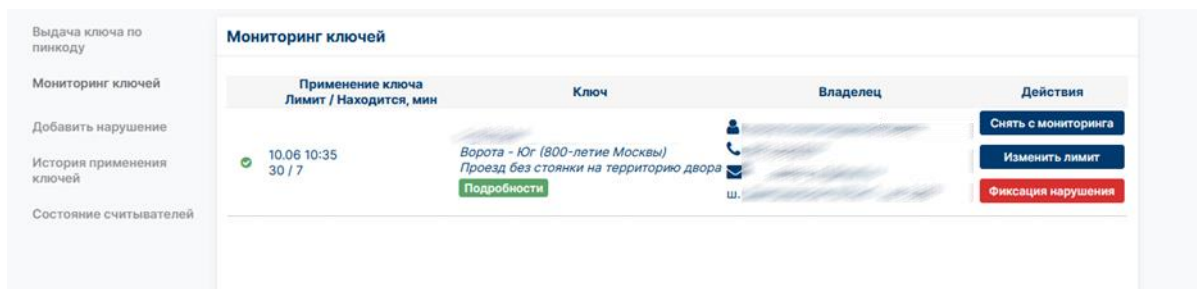 Выдача ключа по
пинкоду
Мониторинг ключей
Добавить нарушение
История применения
ключей
Состояние считывателей
Мониторинг ключей
Применение ключа
Лимит / Находится, мин
Ключ
Владелец
Действия
10.06 10:35
30 / 7
Ворота - Юг (800-летие Москвы)
Проезд без стоянки на территорию двора
Подробности
ш.
Снять с мониторинга
Изменить лимит
Фиксация нарушения